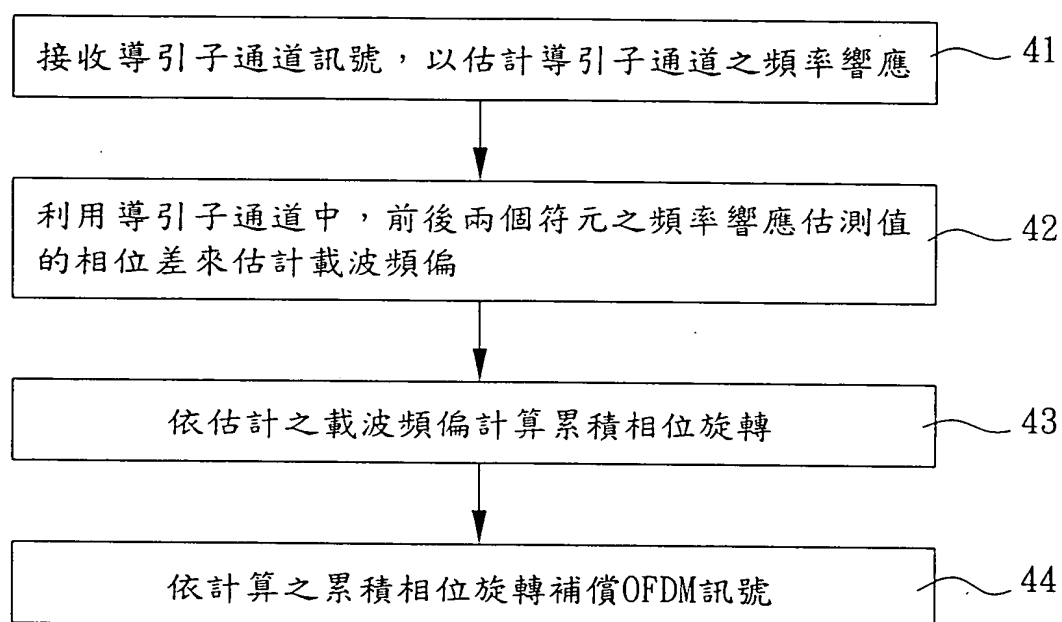 接收導引子通道訊號，以估計導引子通道之頻率響應
41
利用導引子通道中，前後兩個符元之頻率響應估測值
的相位差來估計載波頻偏
42
依估計之載波頻偏計算累積相位旋轉
43
依計算之累積相位旋轉補償OFDM訊號
44